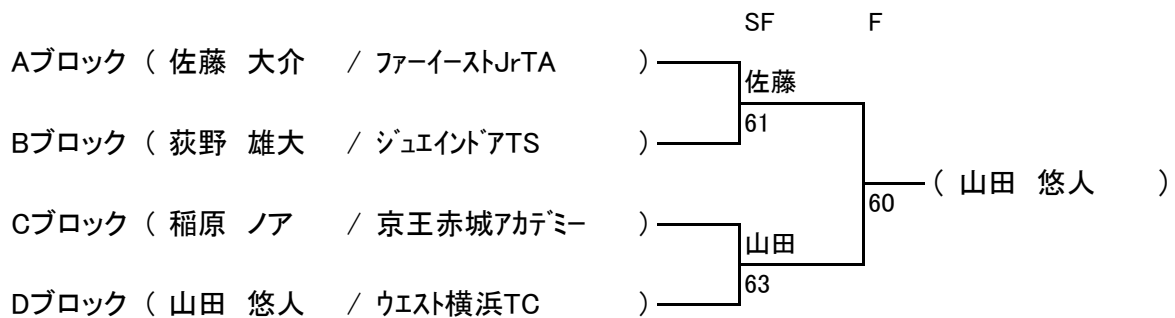 SF F
Aブロック ( 佐藤 大介 / ファーイーストJrTA )
佐藤
61
Bブロック ( 荻野 雄大 / ジュエインドアTS )
( 山田 悠人 )
60
Cブロック ( 稲原 ノア / 京王赤城アカデミー )
山田
63
Dブロック ( 山田 悠人 / ウエスト横浜TC )